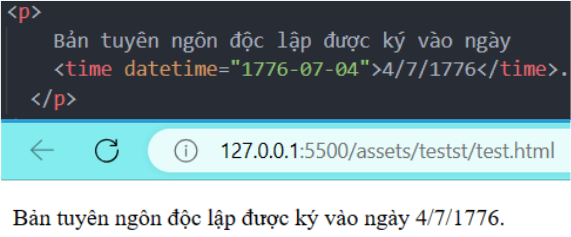 <p>
Bản tuyên ngôn độc lập được ký vào ngày
<time datetime="1776-07-04">4/7/1776</time>.
</p>
127.0.0.1:5500/assets/testst/test.html
Bản tuyên ngôn độc lập được ký vào ngày 4/7/1776.